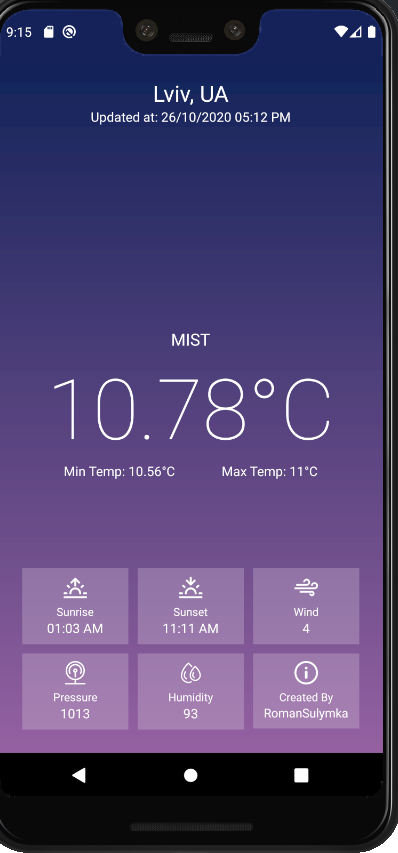 9:15
Lviv, UA
Updated at: 26/10/2020 05:12 PM
MIST
10.78°C
Min Temp: 10.56°C Max Temp: 11°C
Sunrise
01:03 AM
Sunset
11:11 AM
Wind
4
Pressure
1013
Humidity
93
Created By
RomanSulymka